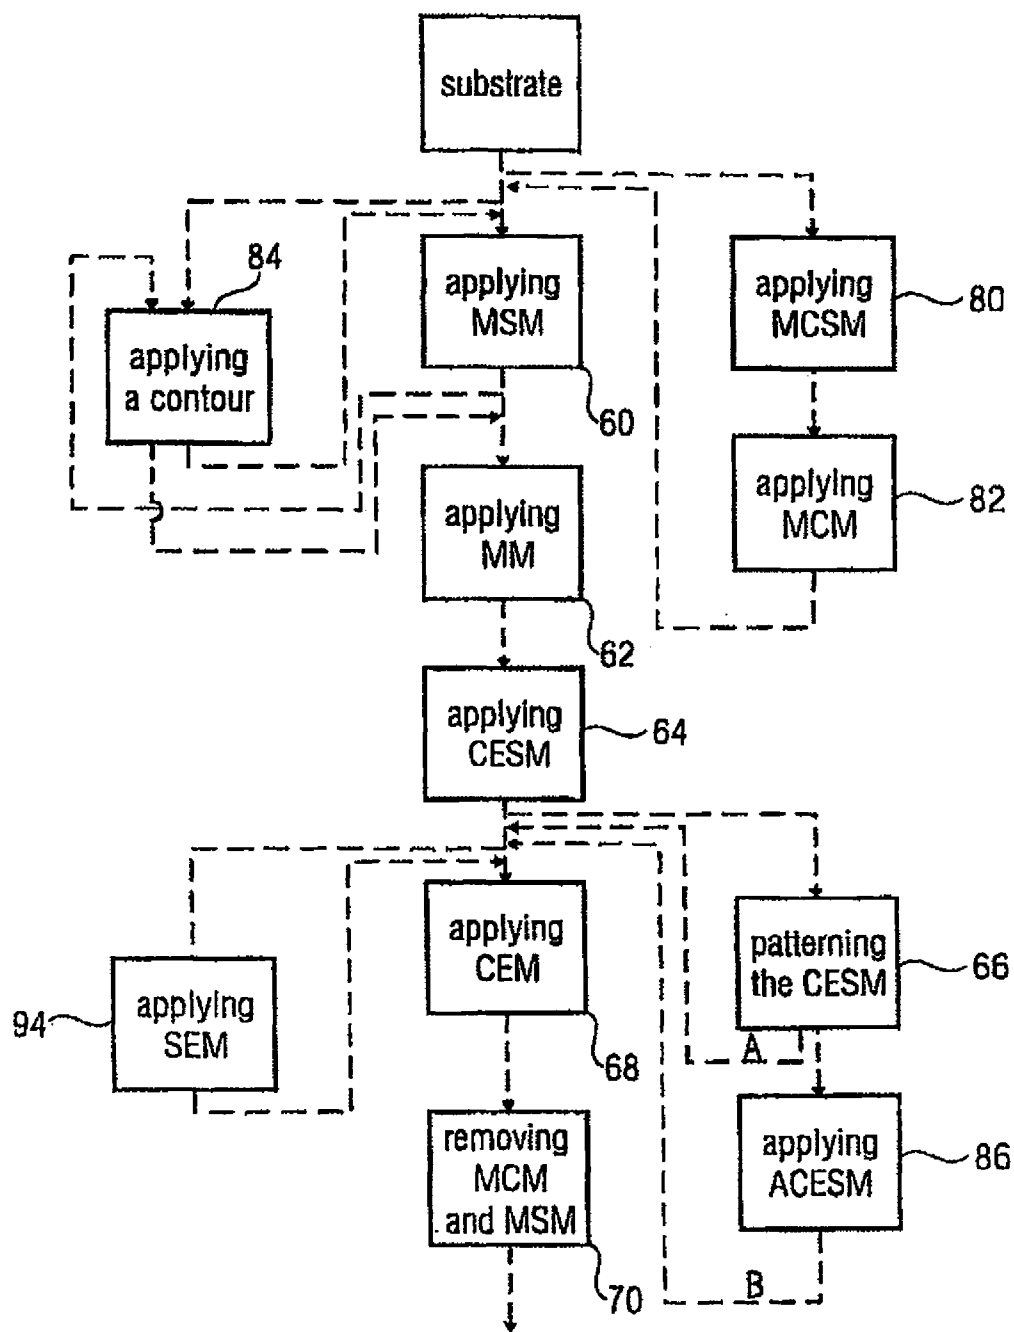 substrate
84
applying
a contour
applying
MSM
60
applying
MCSM
80
applying
MM
62
applying
MCM
82
applying
CESM
64
applying
SEM
94
applying
CEM
68
patterning
the CESM
66
A
removing
MCM
and MSM
70
applying
ACESM
86
B